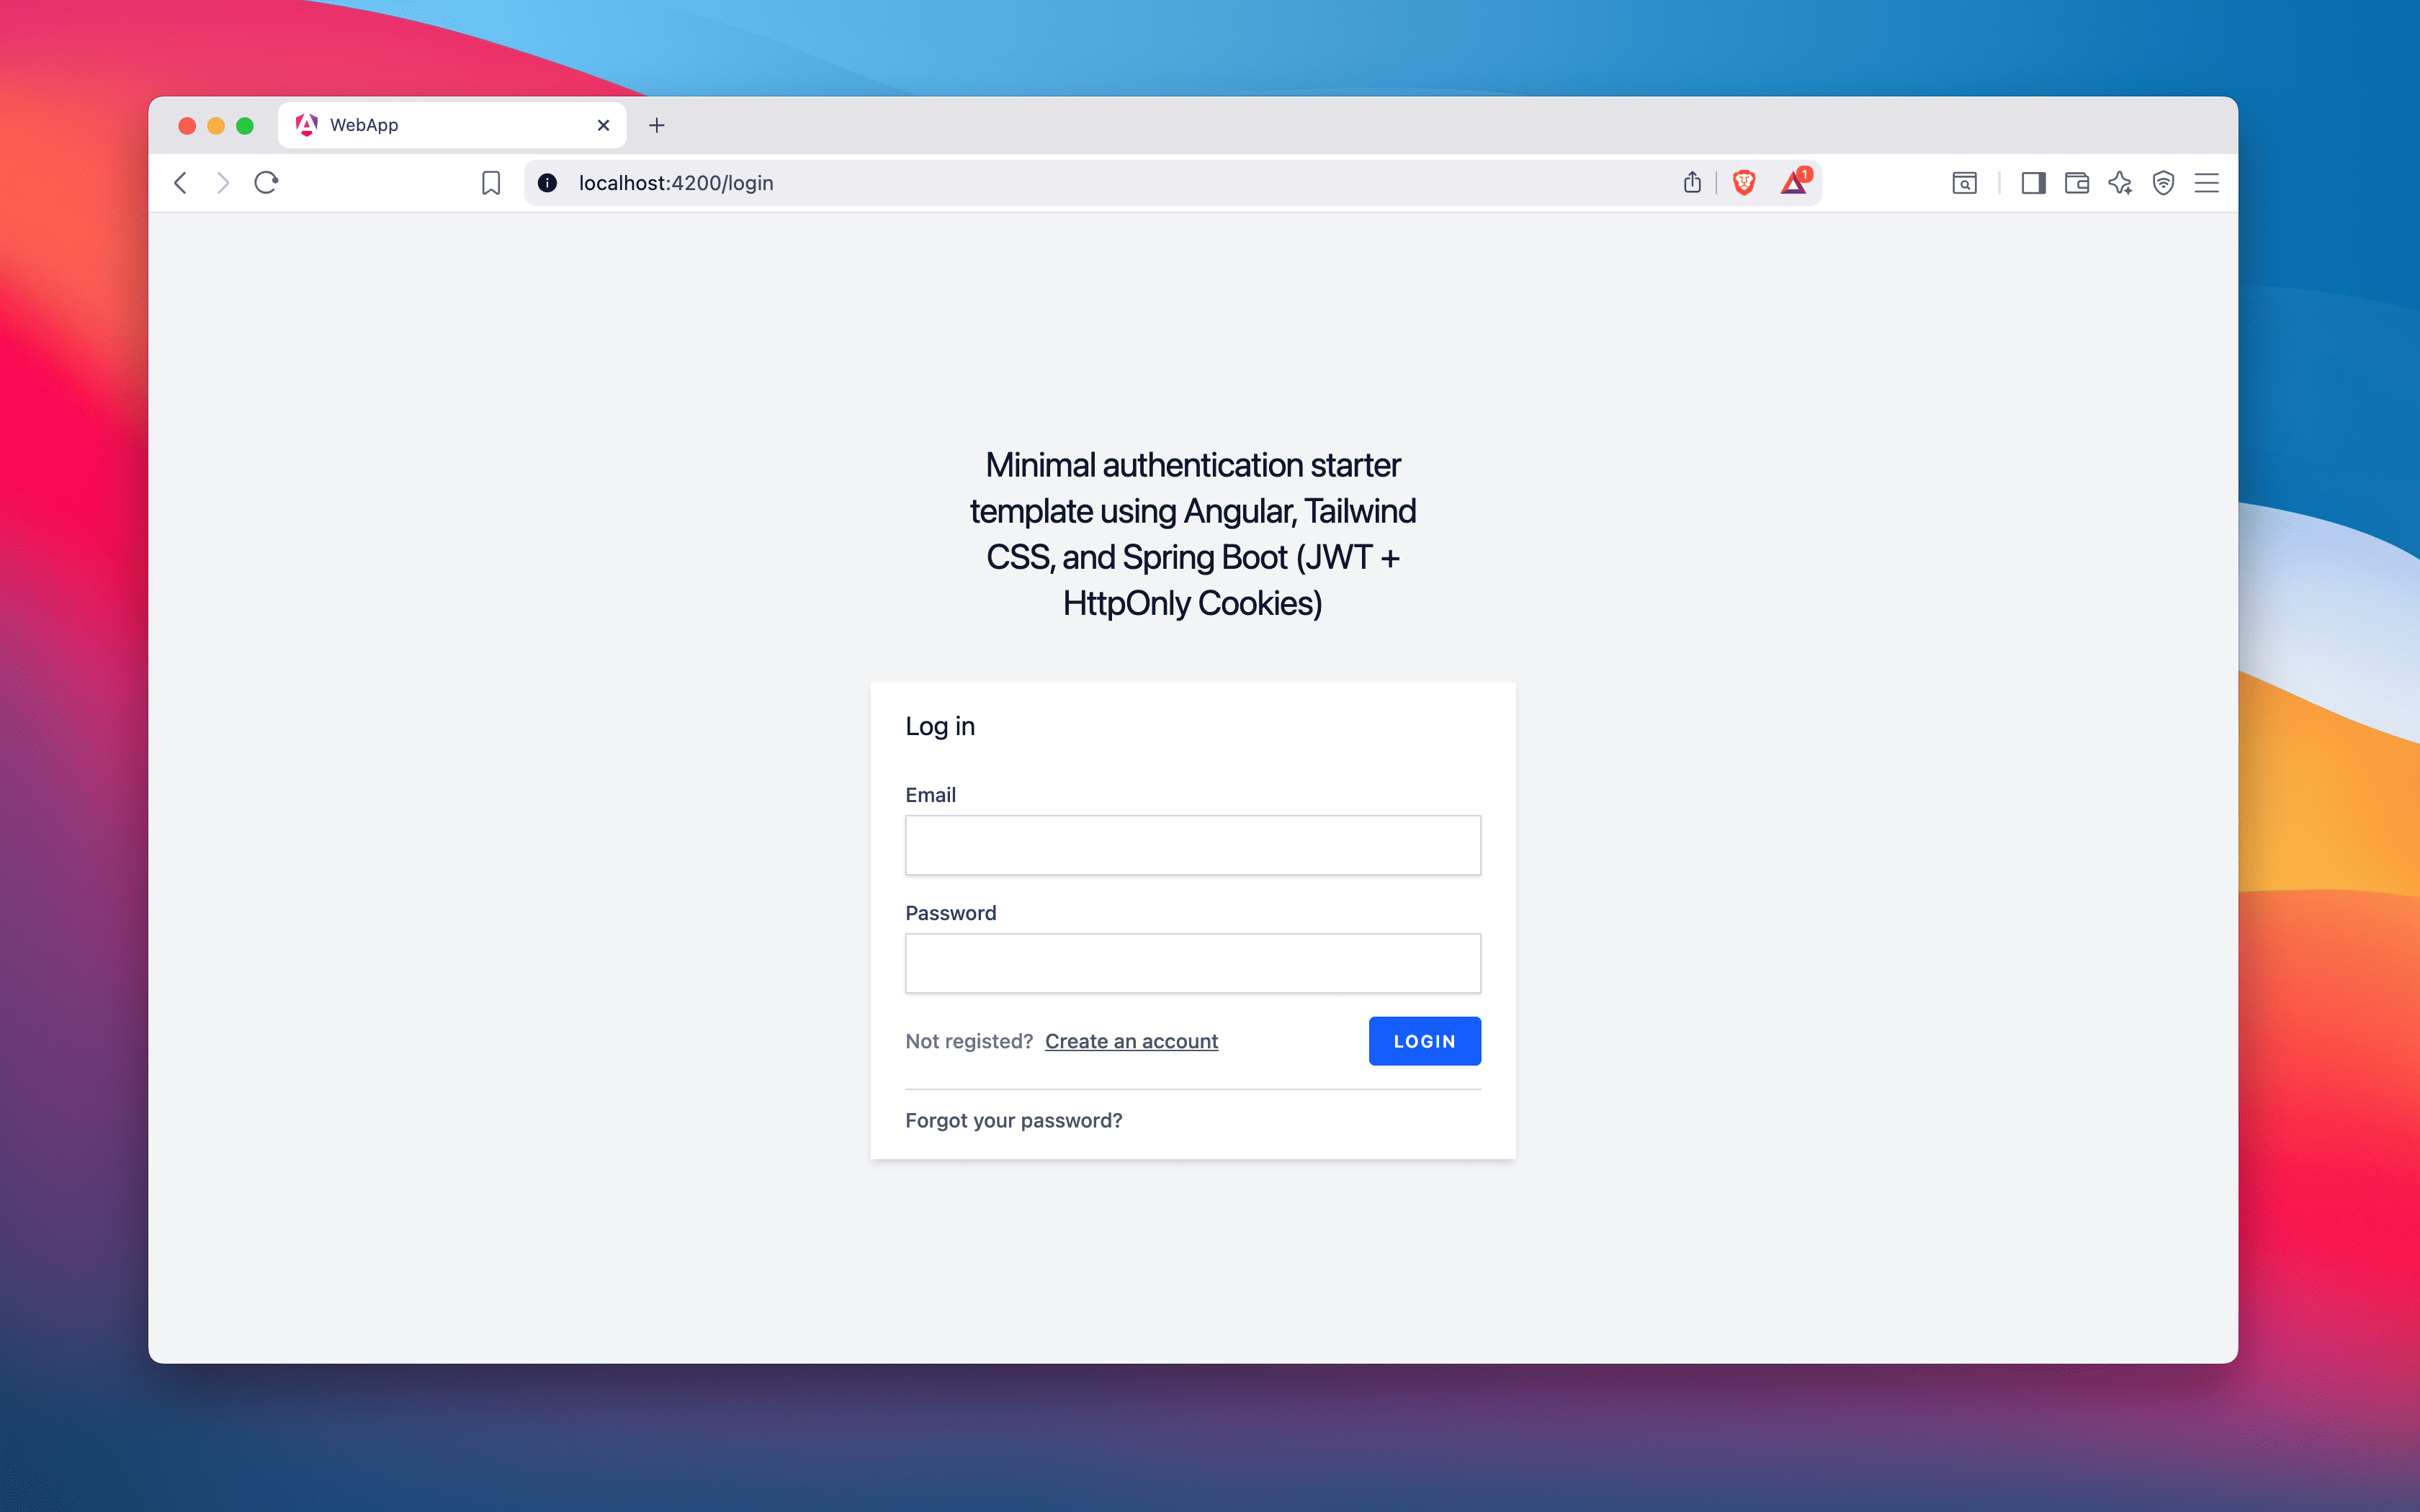 WebApp
localhost:4200/login
1
Minimal authentication starter
template using Angular, Tailwind
CSS, and Spring Boot (JWT +
HttpOnly Cookies)
Log in
Email
Password
Not registed? Create an account
LOGIN
Forgot your password?